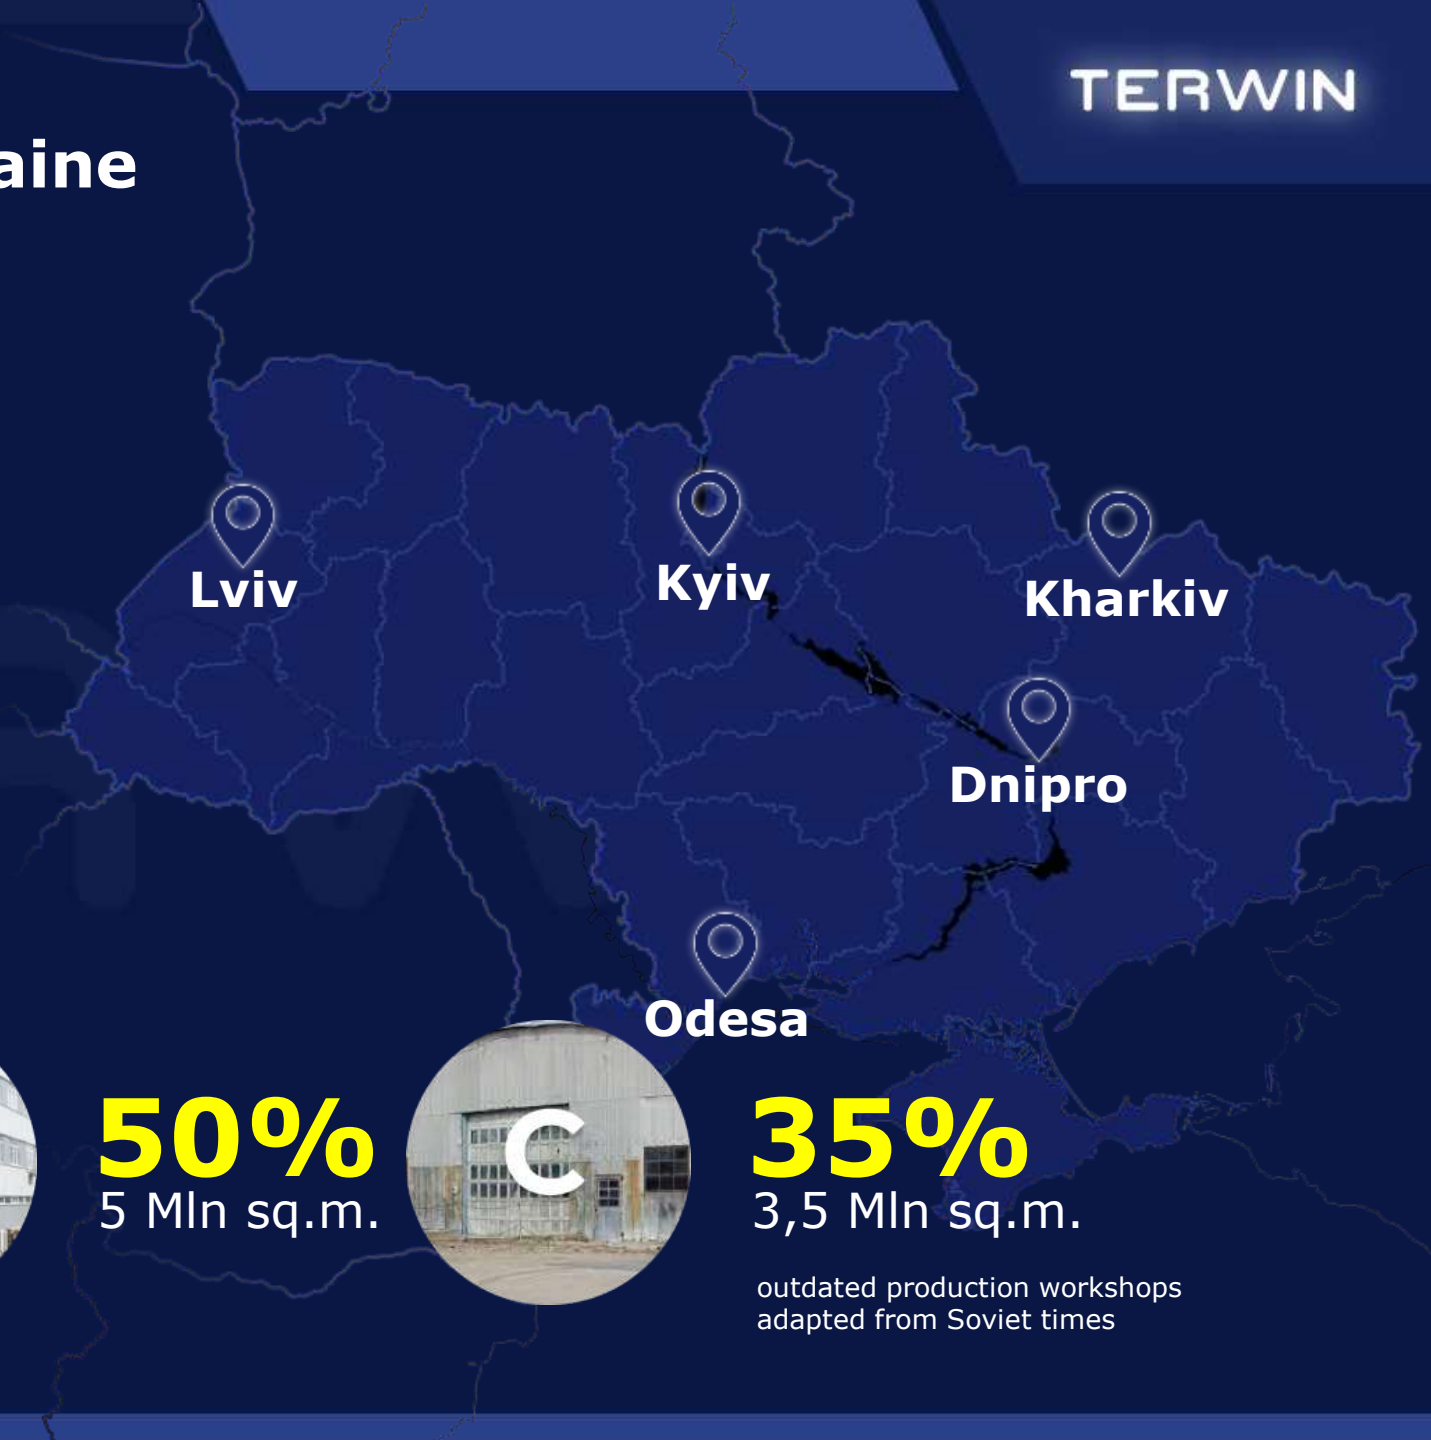 TERWIN
aine
Lviv
Kyiv
Kharkiv
Dnipro
Odesa
50%
5 Mln sq.m.
C
35%
3,5 Mln sq.m.
outdated production workshops
adapted from Soviet times